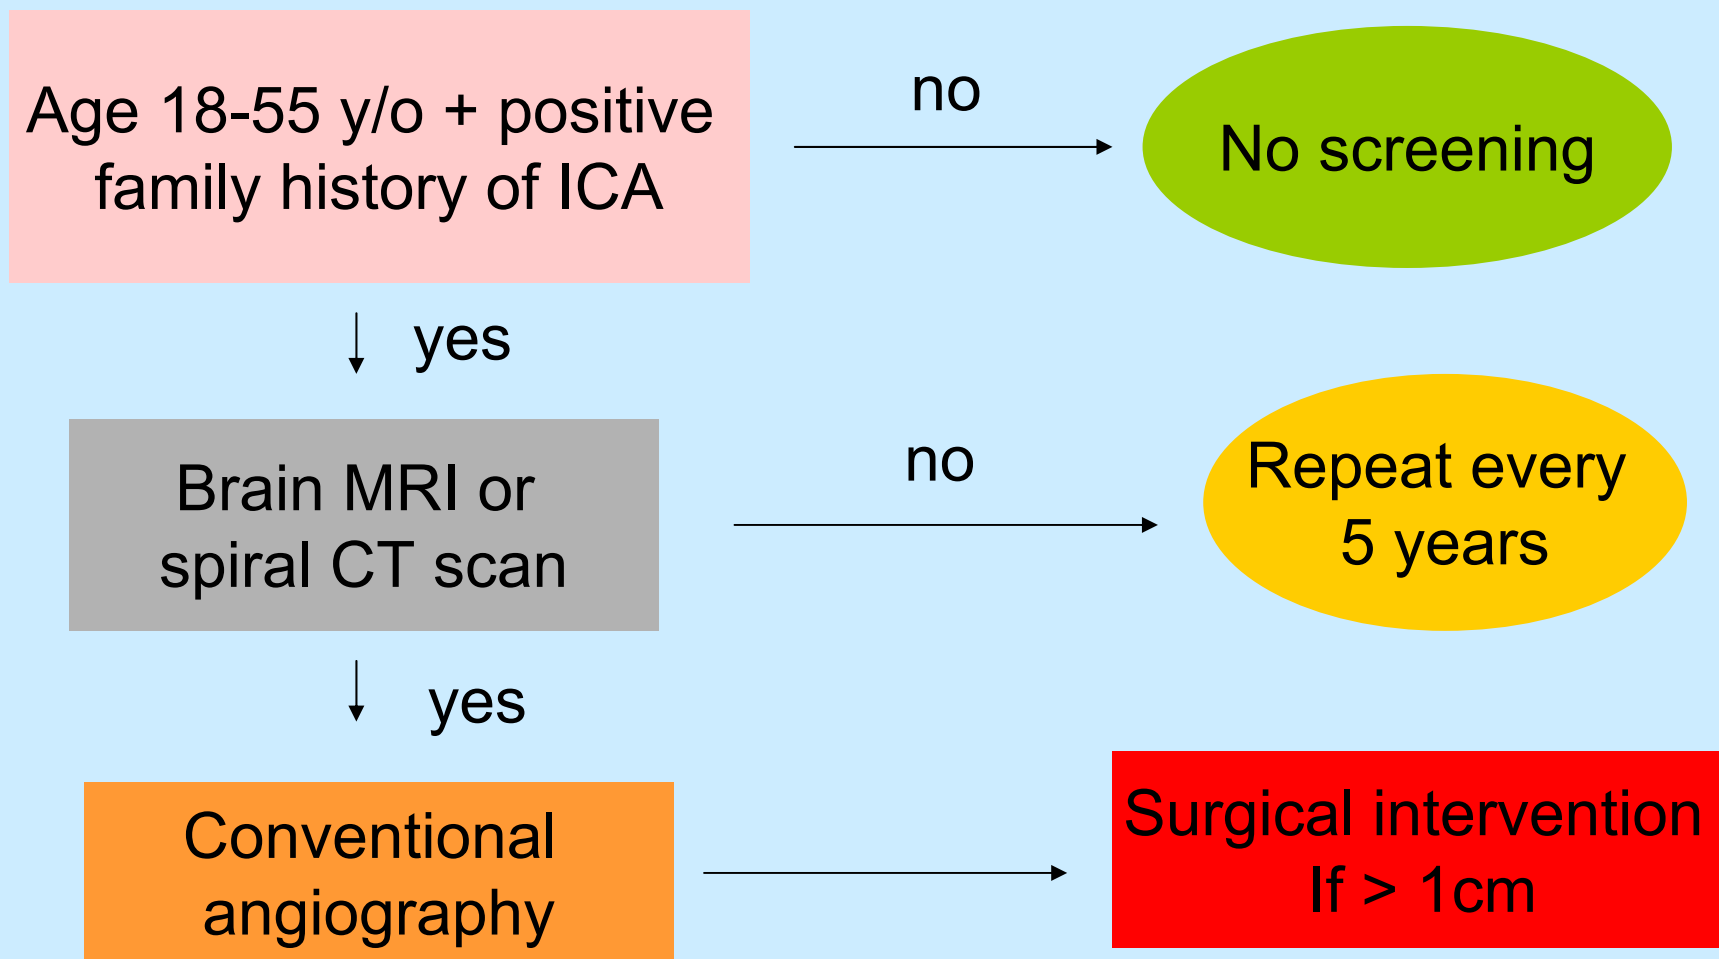 Age 18-55 y/o + positive
family history of ICA
no
No screening
yes
Brain MRI or
spiral CT scan
no
Repeat every
5 years
yes
Conventional
angiography
Surgical intervention
If > 1cm